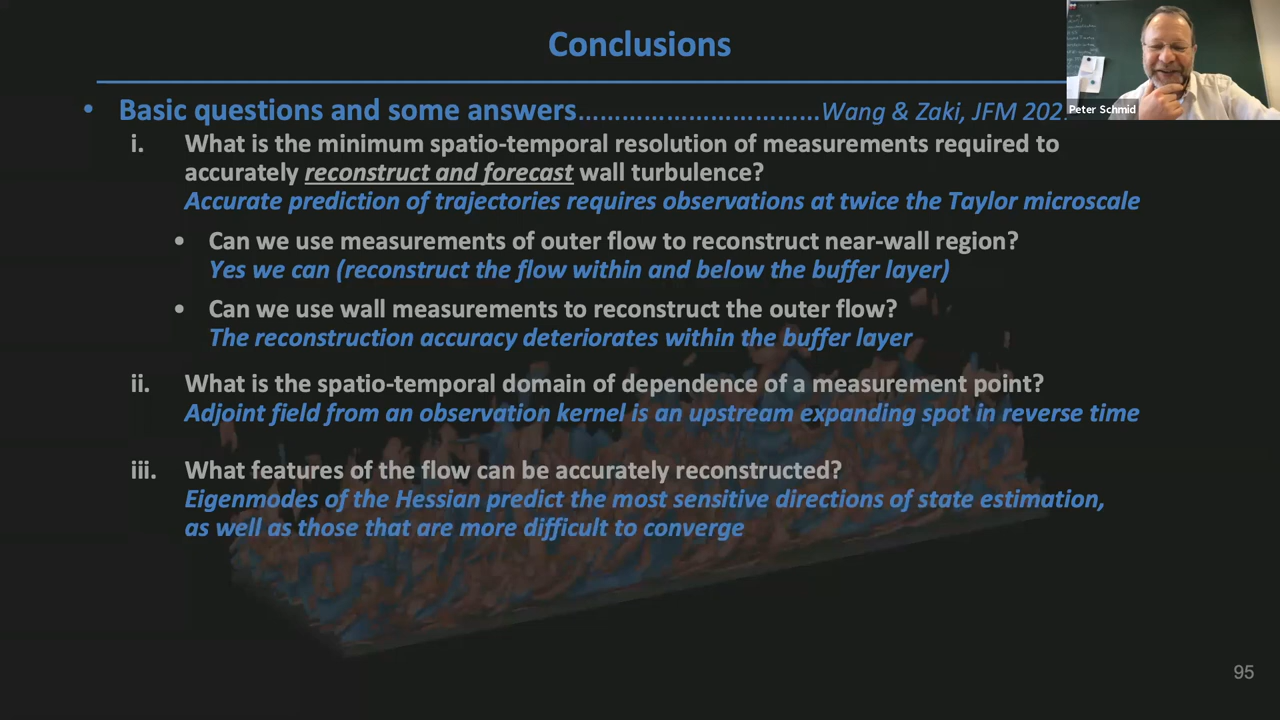 Conclusions
• Basic questions and some answers................................Wang & Zaki, JFM 202
Peter Schmid
i. What is the minimum spatio-temporal resolution of measurements required to
accurately reconstruct and forecast wall turbulence?
Accurate prediction of trajectories requires observations at twice the Taylor microscale
• Can we use measurements of outer flow to reconstruct near-wall region?
Yes we can (reconstruct the flow within and below the buffer layer)
• Can we use wall measurements to reconstruct the outer flow?
The reconstruction accuracy deteriorates within the buffer layer
ii. What is the spatio-temporal domain of dependence of a measurement point?
Adjoint field from an observation kernel is an upstream expanding spot in reverse time
iii. What features of the flow can be accurately reconstructed?
Eigenmodes of the Hessian predict the most sensitive directions of state estimation,
as well as those that are more difficult to converge
95